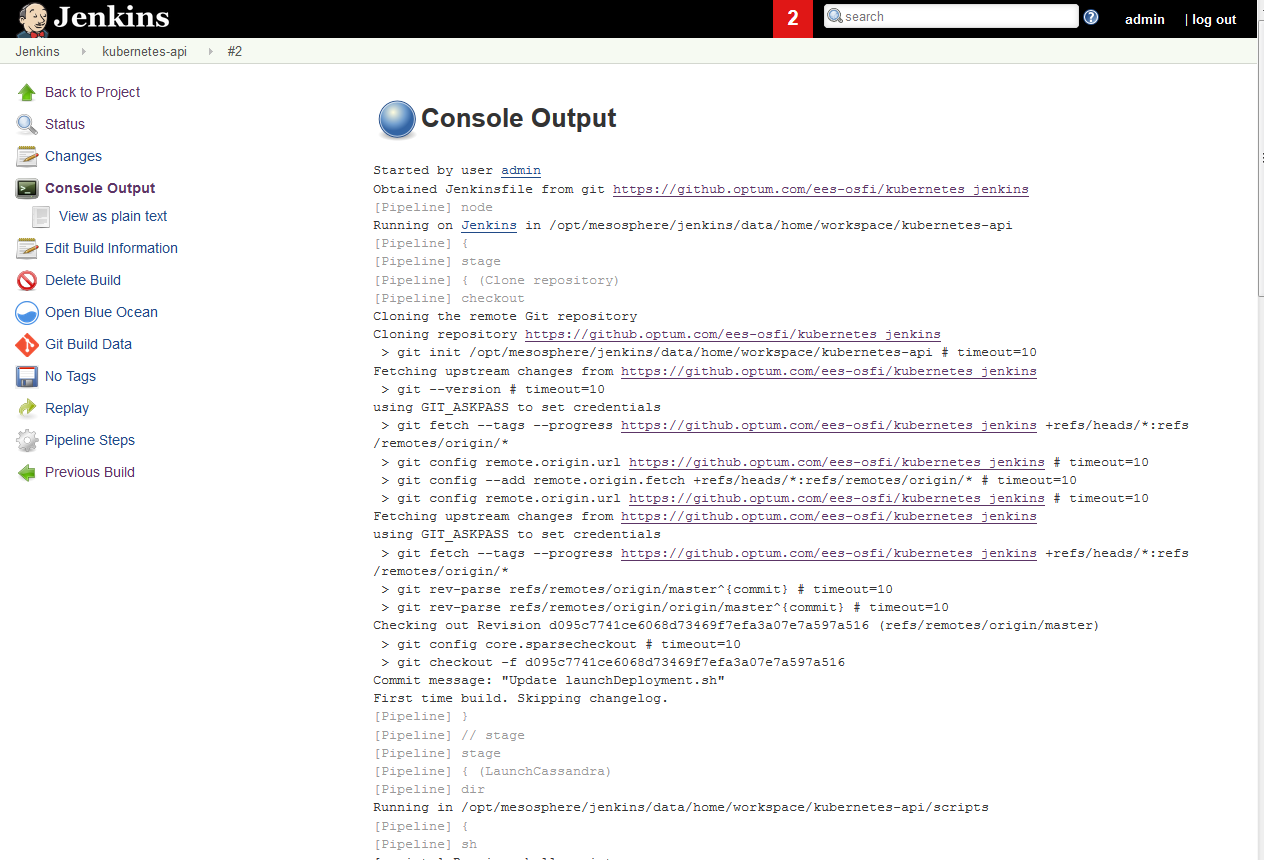 Jenkins
2
search
admin
| log out
Jenkins
kubernetes-api
#2
Back to Project
Status
Changes
Console Output
View as plain text
Edit Build Information
Delete Build
Open Blue Ocean
Git Build Data
No Tags
Replay
Pipeline Steps
Previous Build
Console Output
Started by user admin
Obtained Jenkinsfile from git https://github.optum.com/ees-osfi/kubernetes_jenkins
[Pipeline] node
Running on Jenkins in /opt/mesosphere/jenkins/data/home/workspace/kubernetes-api
[Pipeline] {
[Pipeline] stage
[Pipeline] { (Clone repository)
[Pipeline] checkout
Cloning the remote Git repository
Cloning repository https://github.optum.com/ees-osfi/kubernetes_jenkins
 > git init /opt/mesosphere/jenkins/data/home/workspace/kubernetes-api # timeout=10
Fetching upstream changes from https://github.optum.com/ees-osfi/kubernetes_jenkins
 > git --version # timeout=10
using GIT_ASKPASS to set credentials
 > git fetch --tags --progress https://github.optum.com/ees-osfi/kubernetes_jenkins +refs/heads/*:refs
/remotes/origin/*
 > git config remote.origin.url https://github.optum.com/ees-osfi/kubernetes_jenkins # timeout=10
 > git config --add remote.origin.fetch +refs/heads/*:refs/remotes/origin/* # timeout=10
 > git config remote.origin.url https://github.optum.com/ees-osfi/kubernetes_jenkins # timeout=10
Fetching upstream changes from https://github.optum.com/ees-osfi/kubernetes_jenkins
using GIT_ASKPASS to set credentials
 > git fetch --tags --progress https://github.optum.com/ees-osfi/kubernetes_jenkins +refs/heads/*:refs
/remotes/origin/*
 > git rev-parse refs/remotes/origin/master^{commit} # timeout=10
 > git rev-parse refs/remotes/origin/origin/master^{commit} # timeout=10
Checking out Revision d095c7741ce6068d73469f7efa3a07e7a597a516 (refs/remotes/origin/master)
 > git config core.sparsecheckout # timeout=10
 > git checkout -f d095c7741ce6068d73469f7efa3a07e7a597a516
Commit message: "Update launchDeployment.sh"
First time build. Skipping changelog.
[Pipeline] }
[Pipeline] // stage
[Pipeline] stage
[Pipeline] { (LaunchCassandra)
[Pipeline] dir
Running in /opt/mesosphere/jenkins/data/home/workspace/kubernetes-api/scripts
[Pipeline] {
[Pipeline] sh